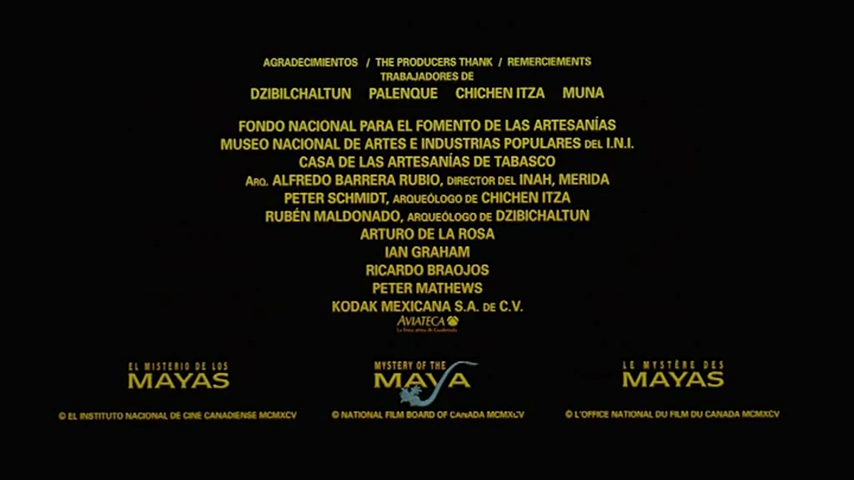 AGRADECIMIENTOS / THE PRODUCERS THANK / REMERCIEMENTS
TRABAJADORES DE
DZIBILCHALTUN PALENQUE CHICHEN ITZA MUNA
FONDO NACIONAL PARA EL FOMENTO DE LAS ARTESANÍAS
MUSEO NACIONAL DE ARTES E INDUSTRIAS POPULARES DEL I.N.I.
CASA DE LAS ARTESANÍAS DE TABASCO
ARQ. ALFREDO BARRERA RUBIO, DIRECTOR DEL INAH, MERIDA
PETER SCHMIDT, ARQUEÓLOGO DE CHICHEN ITZA
RUBÉN MALDONADO, ARQUEÓLOGO DE DZIBICHALTUN
ARTURO DE LA ROSA
IAN GRAHAM
RICARDO BRAOJOS
PETER MATHEWS
KODAK MEXICANA S.A. DE C.V.
AVIATECA
La línea aérea de Guatemala
EL MISTERIO DE LOS
MAYAS
© EL INSTITUTO NACIONAL DE CINE CANADIENSE MCMXCV
MYSTERY OF THE
MAYA
© NATIONAL FILM BOARD OF CANADA MCMXCV
LE MYSTÈRE DES
MAYAS
© L'OFFICE NATIONAL DU FILM DU CANADA MCMXCV